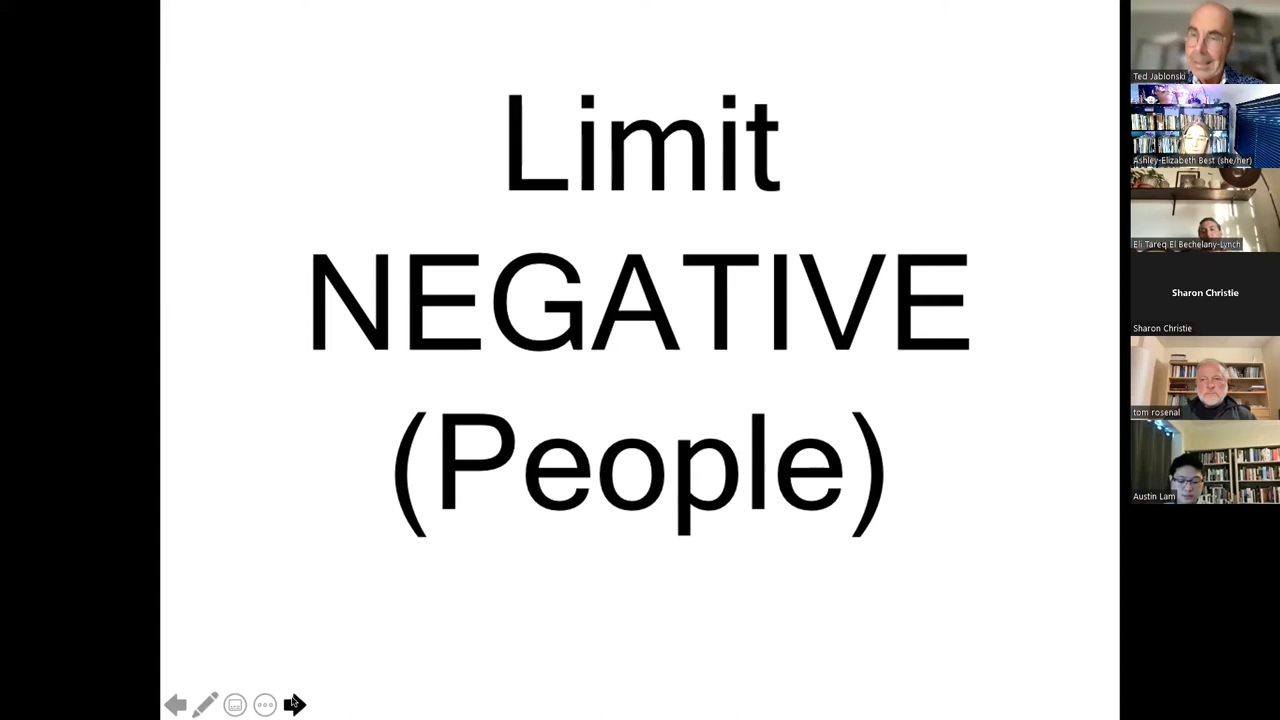 Limit
NEGATIVE
(People)
Ted Jablonski
Ashley-Elizabeth Best (she/her)
Eli Tareq El Bechelany-Lynch
Sharon Christie
Sharon Christie
tom rosenal
Austin Lam